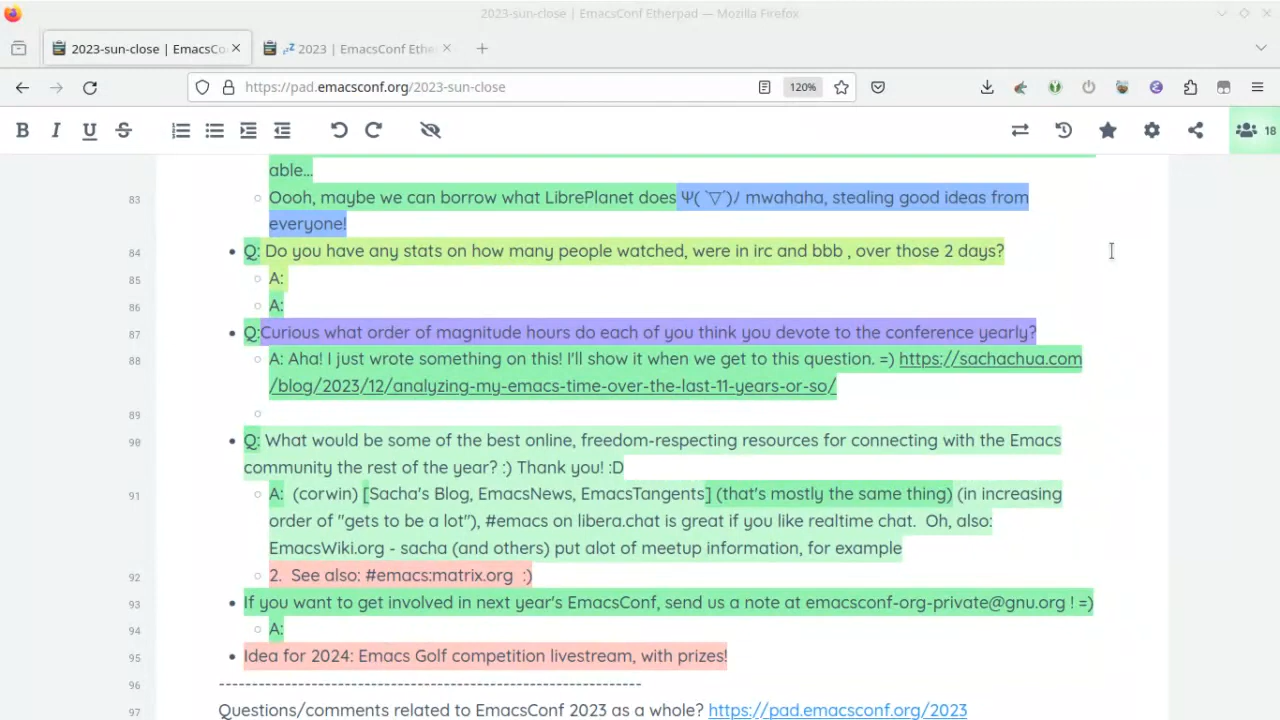 2023-sun-close | EmacsConf Etherpad — Mozilla Firefox
2023-sun-close | EmacsCo
💤 2023 | EmacsConf Ethe
https://pad.emacsconf.org/2023-sun-close
120%
18
able...
83 Oooh, maybe we can borrow what LibrePlanet does Ψ( `▽´)ﾉ mwahaha, stealing good ideas from
everyone!
84 Q: Do you have any stats on how many people watched, were in irc and bbb , over those 2 days?
85 A:
86 A:
87 Q:Curious what order of magnitude hours do each of you think you devote to the conference yearly?
88 A: Aha! I just wrote something on this! I'll show it when we get to this question. =) https://sachachua.com
/blog/2023/12/analyzing-my-emacs-time-over-the-last-11-years-or-so/
89
90 Q: What would be some of the best online, freedom-respecting resources for connecting with the Emacs
community the rest of the year? :) Thank you! :D
91 A: (corwin) [Sacha's Blog, EmacsNews, EmacsTangents] (that's mostly the same thing) (in increasing
order of "gets to be a lot"), #emacs on libera.chat is great if you like realtime chat. Oh, also:
EmacsWiki.org - sacha (and others) put alot of meetup information, for example
92 2. See also: #emacs:matrix.org :)
93 If you want to get involved in next year's EmacsConf, send us a note at emacsconf-org-private@gnu.org ! =)
94 A:
95 Idea for 2024: Emacs Golf competition livestream, with prizes!
96 ----------------------------------------------------------------
97 Questions/comments related to EmacsConf 2023 as a whole? https://pad.emacsconf.org/2023